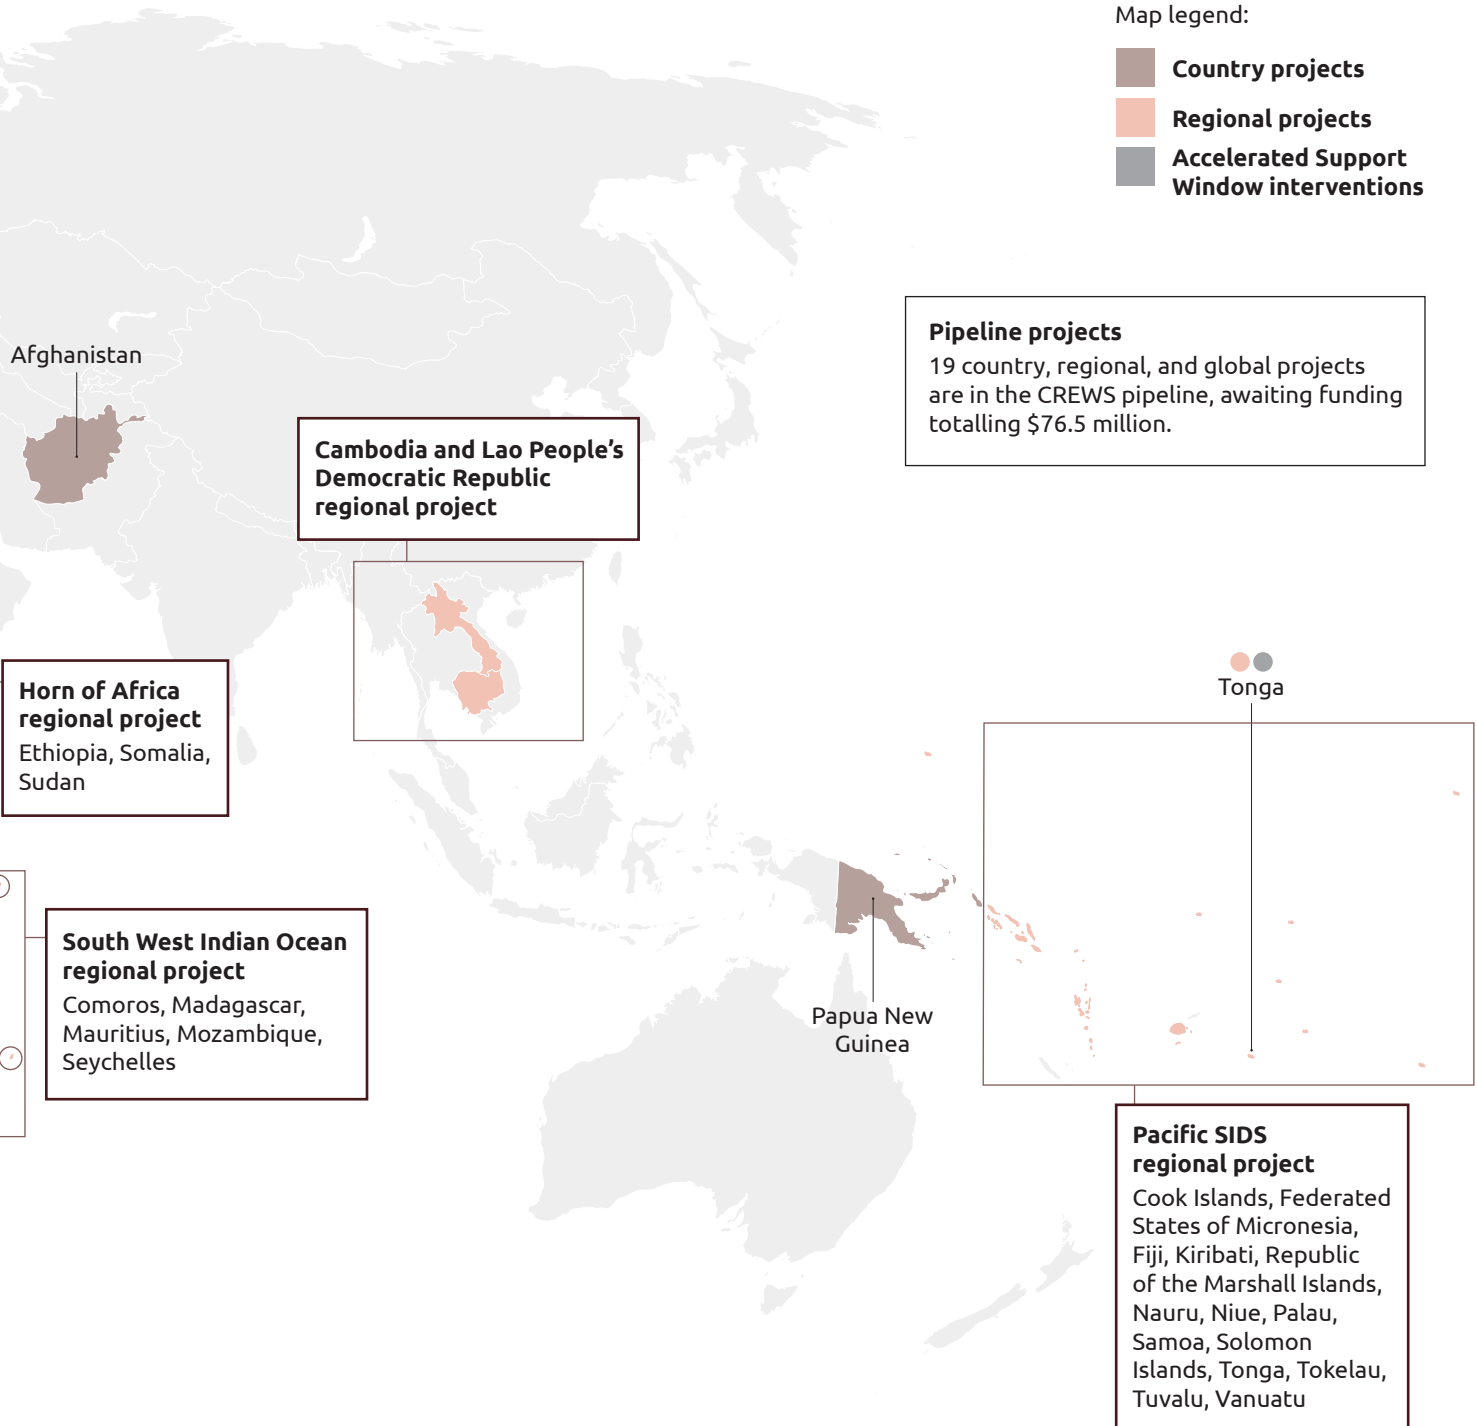 Map legend:
Country projects
Regional projects
Accelerated Support
Window interventions
Pipeline projects
19 country, regional, and global projects
are in the CREWS pipeline, awaiting funding
totalling $76.5 million.
Afghanistan
Cambodia and Lao People’s
Democratic Republic
regional project
Horn of Africa
regional project
Ethiopia, Somalia,
Sudan
Tonga
South West Indian Ocean
regional project
Comoros, Madagascar,
Mauritius, Mozambique,
Seychelles
Papua New
Guinea
Pacific SIDS
regional project
Cook Islands, Federated
States of Micronesia,
Fiji, Kiribati, Republic
of the Marshall Islands,
Nauru, Niue, Palau,
Samoa, Solomon
Islands, Tonga, Tokelau,
Tuvalu, Vanuatu